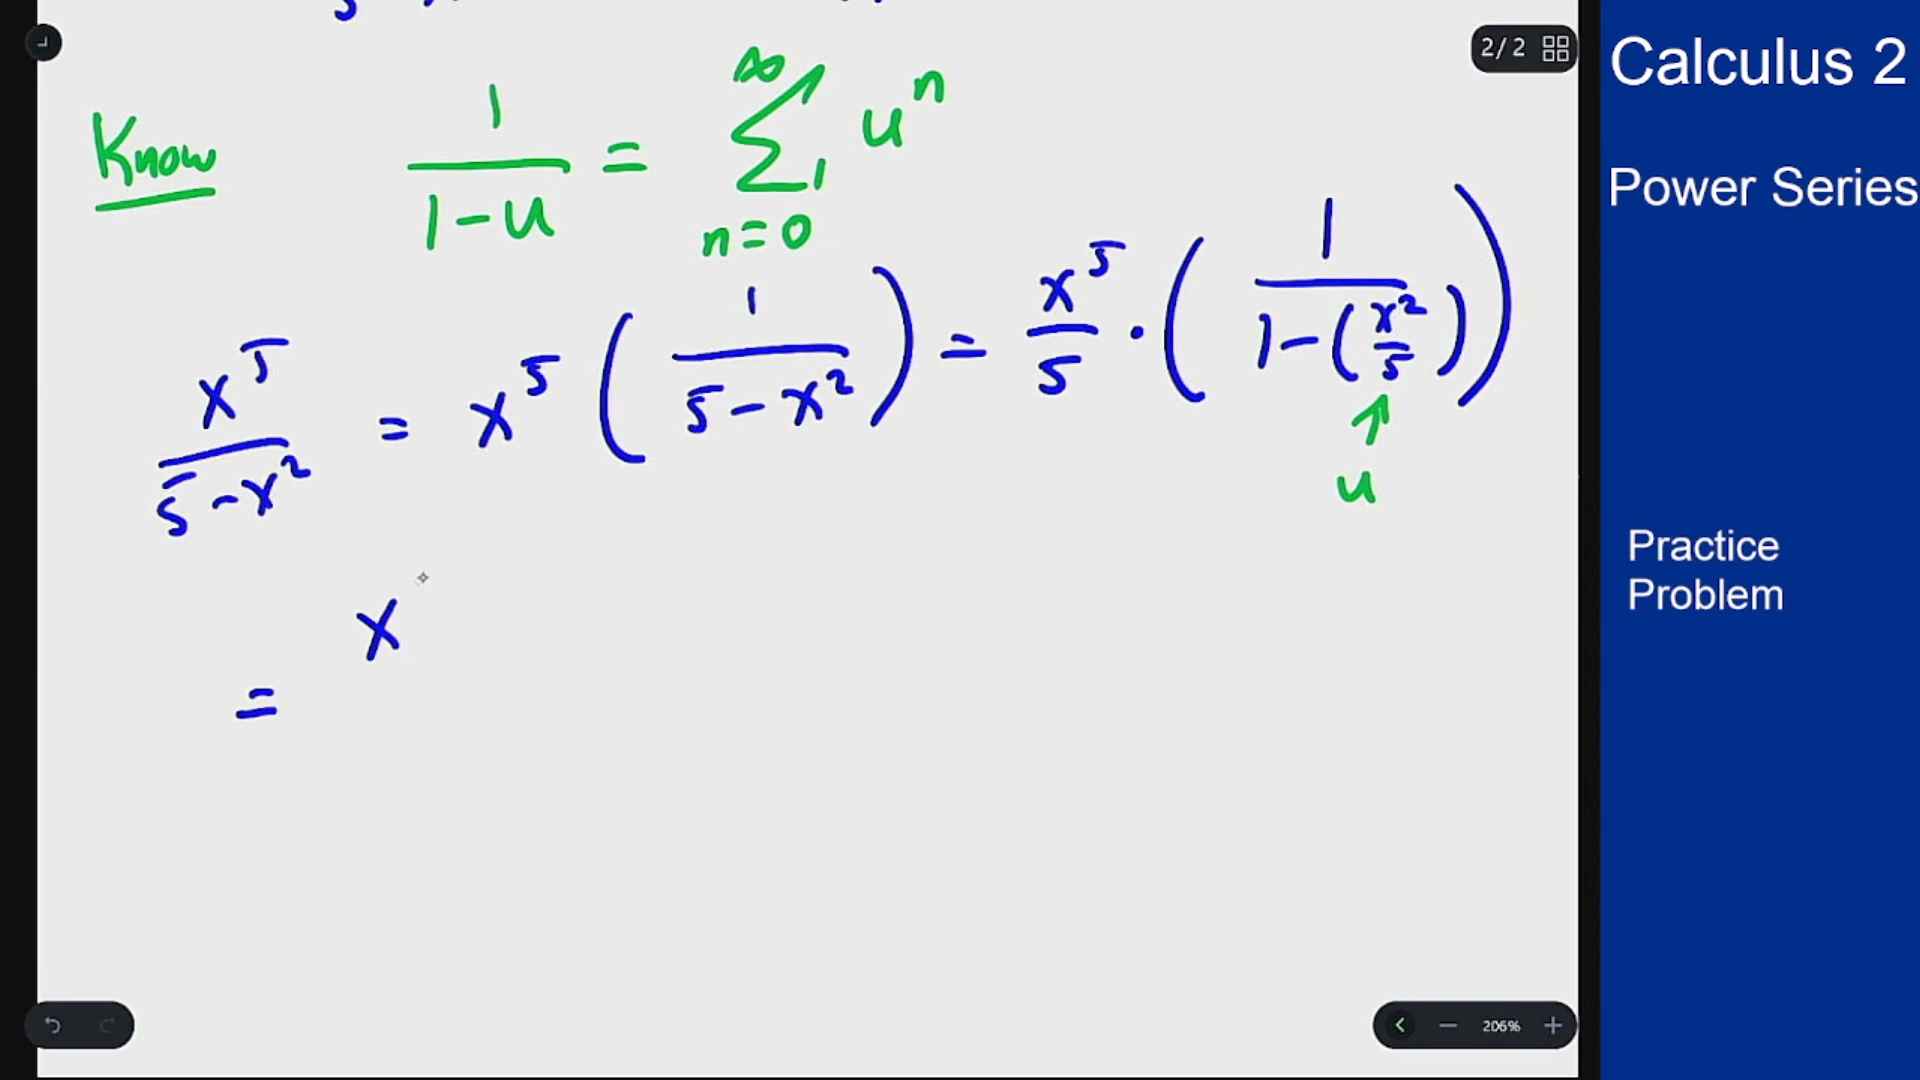 2/2
Calculus 2
Power Series
Know 1/(1-u) = ∞ Σ n=0 u^n
x^5/(5-x^2) = x^5 (1/(5-x^2)) = x^5/5 · (1/(1-(x^2/5)))
↑
u
= x
Practice
Problem
206%